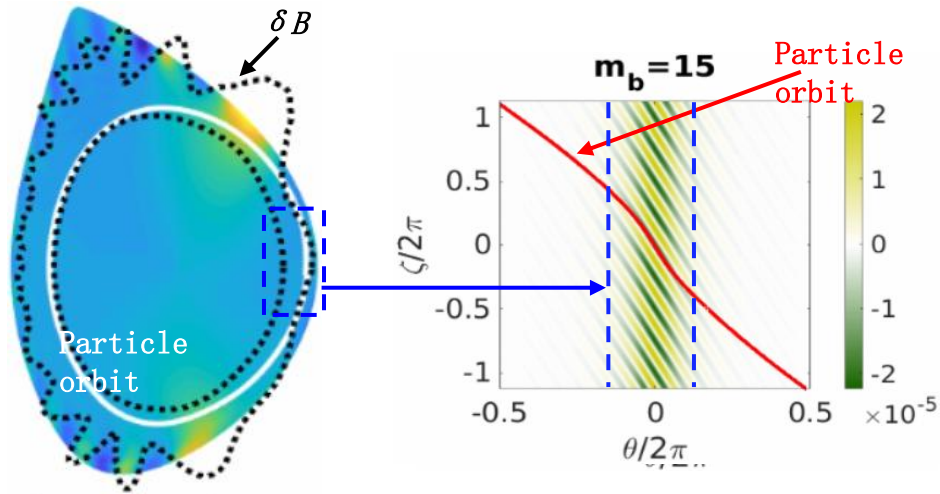 δB
Particle
orbit
m_b=15
Particle
orbit
1
0.5
0
-0.5
-1
ζ/2π
-0.5
0
0.5
θ/2π
2
1
0
-1
-2
×10⁻⁵